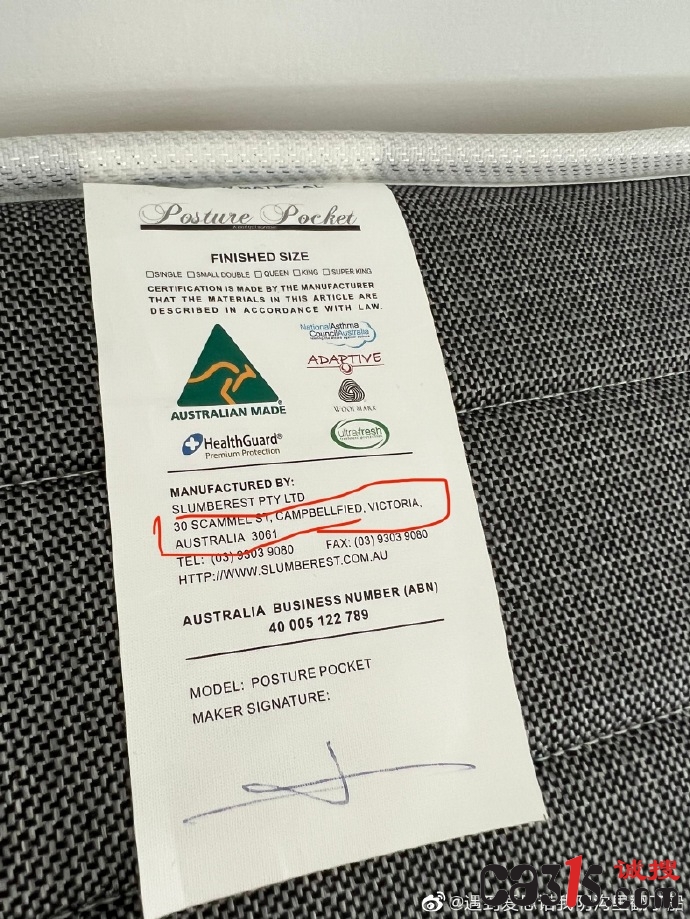 Posture Pocket
FINISHED SIZE
SINGLE SMALL DOUBLE QUEEN KING SUPER KING
CERTIFICATION IS MADE BY THE MANUFACTURER
THAT THE MATERIALS IN THIS ARTICLE ARE
DESCRIBED IN ACCORDANCE WITH LAW.
NationalAsthma
CouncilAustralia
ADAPTIVE
AUSTRALIAN MADE
WOOLMARK
HealthGuard®
Premium Protection
ultrafresh
MANUFACTURED BY:
SLUMBEREST PTY LTD
30 SCAMMEL ST, CAMPBELLFIED, VICTORIA,
AUSTRALIA 3061
TEL: (03) 9303 9080 FAX: (03) 9303 9080
HTTP://WWW.SLUMBEREST.COM.AU
AUSTRALIA BUSINESS NUMBER (ABN)
40 005 122 789
MODEL: POSTURE POCKET
MAKER SIGNATURE:
诚搜